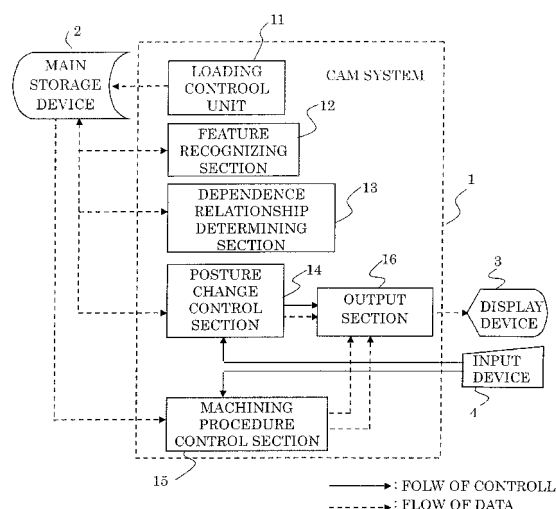 2
11
MAIN
STORAGE
DEVICE
LOADING
CONTROOL
UNIT
CAM SYSTEM
12
FEATURE
RECOGNIZING
SECTION
13
DEPENDENCE
RELATIONSHIP
DETERMINING
SECTION
1
14
POSTURE
CHANGE
CONTROL
SECTION
16
OUTPUT
SECTION
3
DISPLAY
DEVICE
INPUT
DEVICE
4
MACHINING
PROCEDURE
CONTROL SECTION
15
: FOLW OF CONTROLL
: FLOW OF DATA